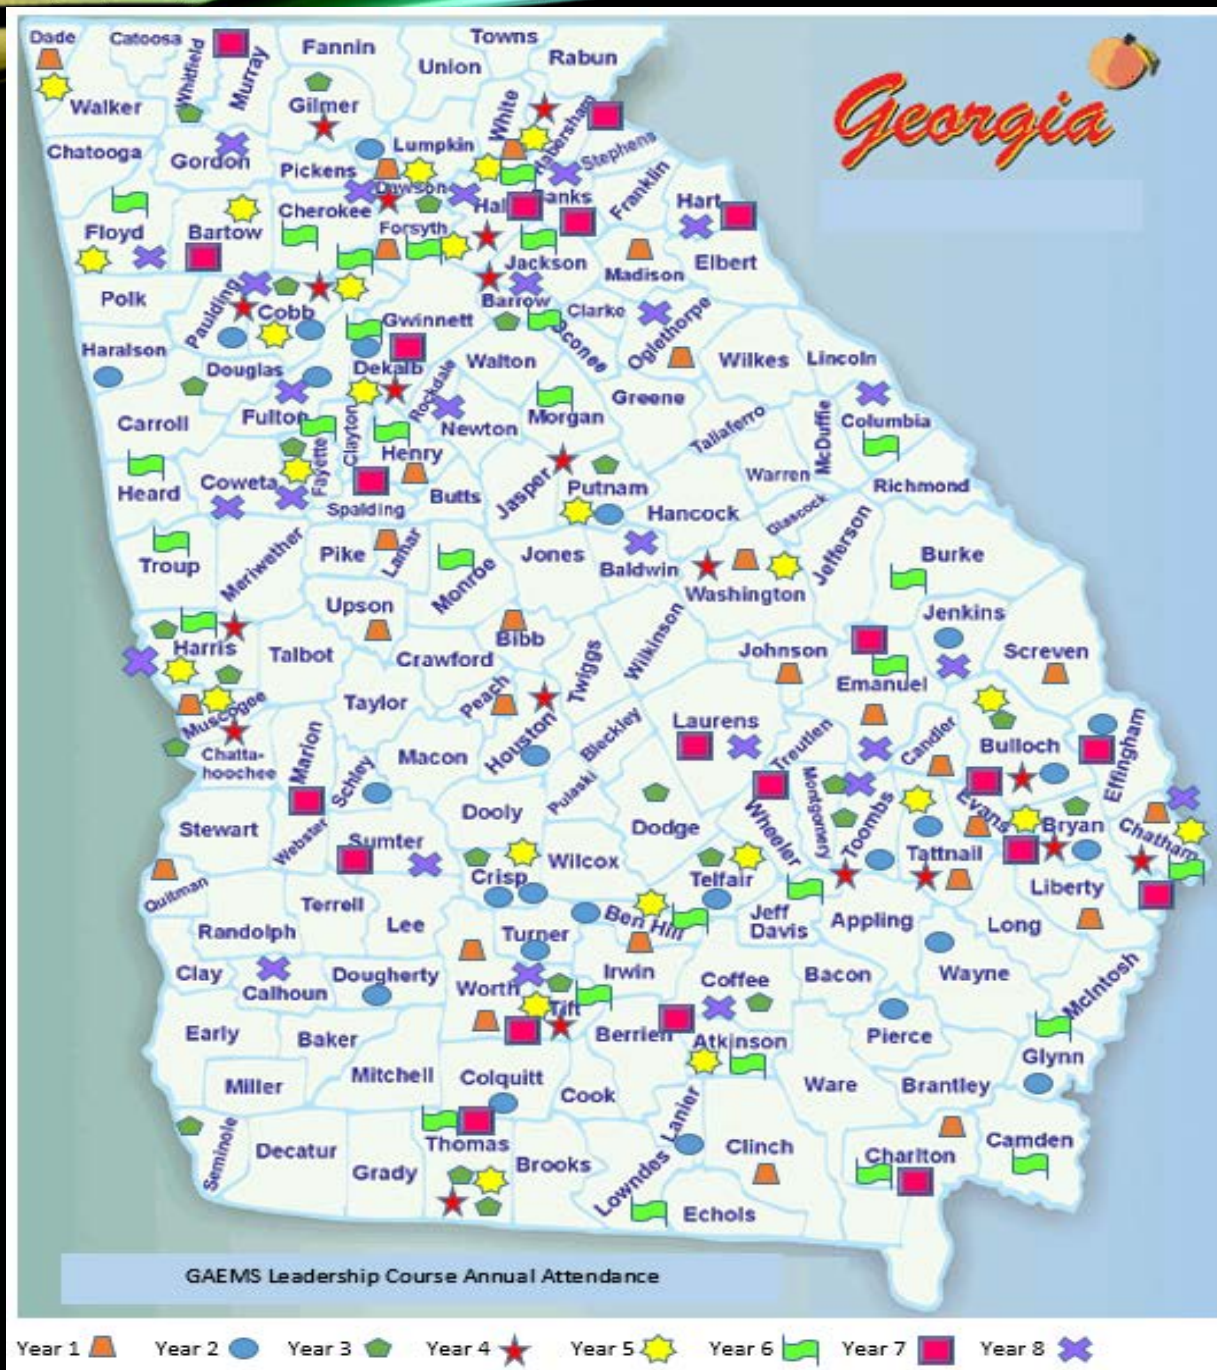 Georgia
Dade
Catoosa
Whitfield
Murray
Fannin
Towns
Union
Rabun
Walker
Gilmer
White
Habersham
Chatooga
Gordon
Pickens
Lumpkin
Stephens
Dawson
Franklin
Floyd
Bartow
Cherokee
Forsyth
Hall
Banks
Hart
Jackson
Madison
Elbert
Polk
Paulding
Cobb
Gwinnett
Barrow
Clarke
Oconee
Oglethorpe
Haralson
Douglas
Dekalb
Rockdale
Walton
Wilkes
Lincoln
Carroll
Fulton
Clayton
Newton
Morgan
Greene
Taliaferro
McDuffie
Columbia
Heard
Coweta
Fayette
Henry
Spalding
Butts
Jasper
Putnam
Hancock
Warren
Glascock
Richmond
Troup
Meriwether
Pike
Lamar
Monroe
Jones
Baldwin
Washington
Jefferson
Burke
Upson
Bibb
Wilkinson
Jenkins
Harris
Talbot
Crawford
Twiggs
Johnson
Emanuel
Screven
Muscogee
Taylor
Peach
Houston
Bleckley
Laurens
Treutlen
Candler
Bulloch
Effingham
Chatta-
hoochee
Marion
Schley
Macon
Pulaski
Dooly
Montgomery
Wheeler
Toombs
Evans
Bryan
Chatham
Stewart
Webster
Sumter
Dodge
Quitman
Crisp
Wilcox
Telfair
Tattnall
Liberty
Randolph
Terrell
Lee
Turner
Ben Hill
Jeff
Davis
Appling
Long
Clay
Calhoun
Dougherty
Worth
Irwin
Coffee
Bacon
Wayne
McIntosh
Early
Baker
Tift
Berrien
Atkinson
Pierce
Glynn
Miller
Mitchell
Colquitt
Cook
Lanier
Ware
Brantley
Seminole
Decatur
Grady
Thomas
Brooks
Lowndes
Clinch
Echols
Charlton
Camden
GAEMS Leadership Course Annual Attendance
Year 1 Year 2 Year 3 Year 4 Year 5 Year 6 Year 7 Year 8